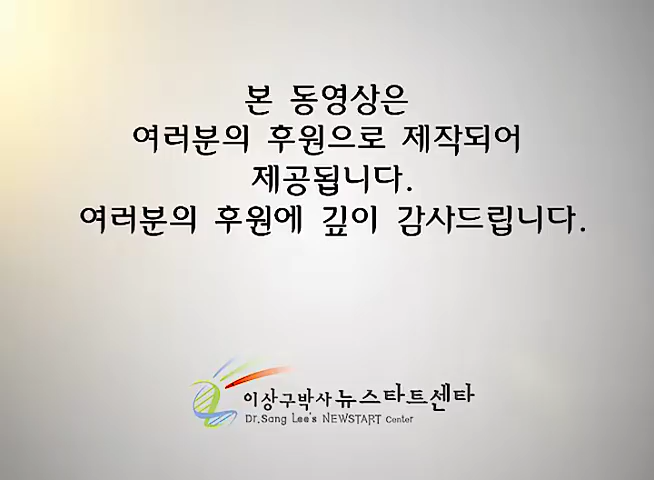 본 동영상은
여러분의 후원으로 제작되어
제공됩니다.
여러분의 후원에 깊이 감사드립니다.
이상구박사 뉴스타트센타
Dr.Sang Lee's NEWSTART Center